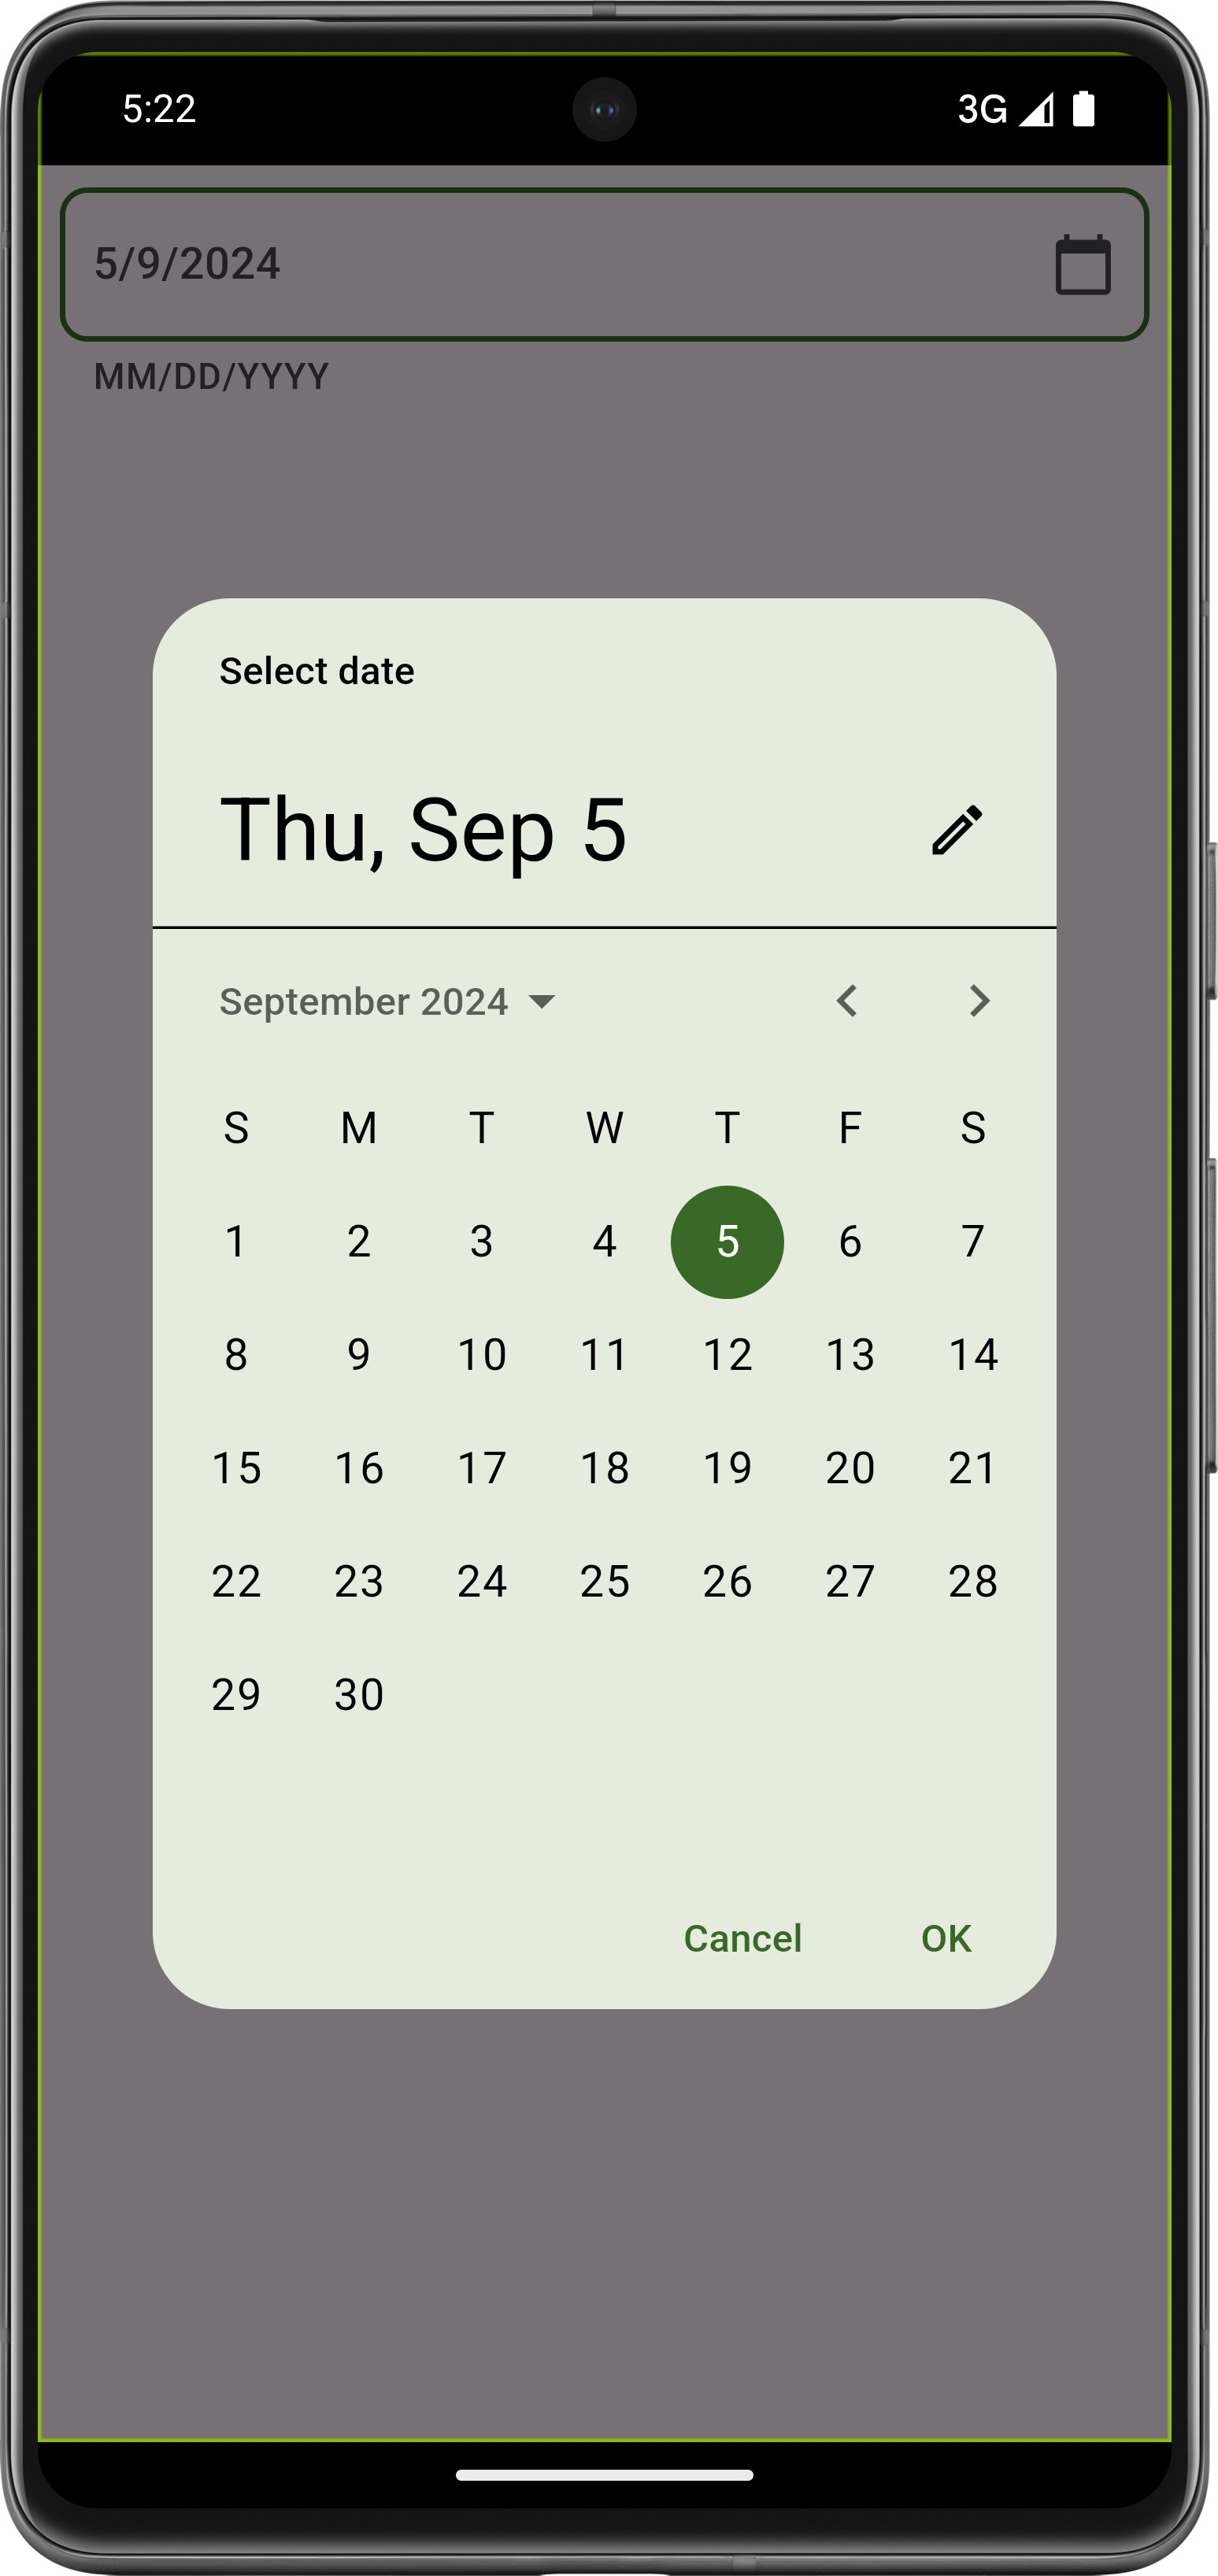 5:22 3G
5/9/2024
MM/DD/YYYY
Select date
Thu, Sep 5
September 2024
S M T W T F S
1 2 3 4 5 6 7
8 9 10 11 12 13 14
15 16 17 18 19 20 21
22 23 24 25 26 27 28
29 30
Cancel OK